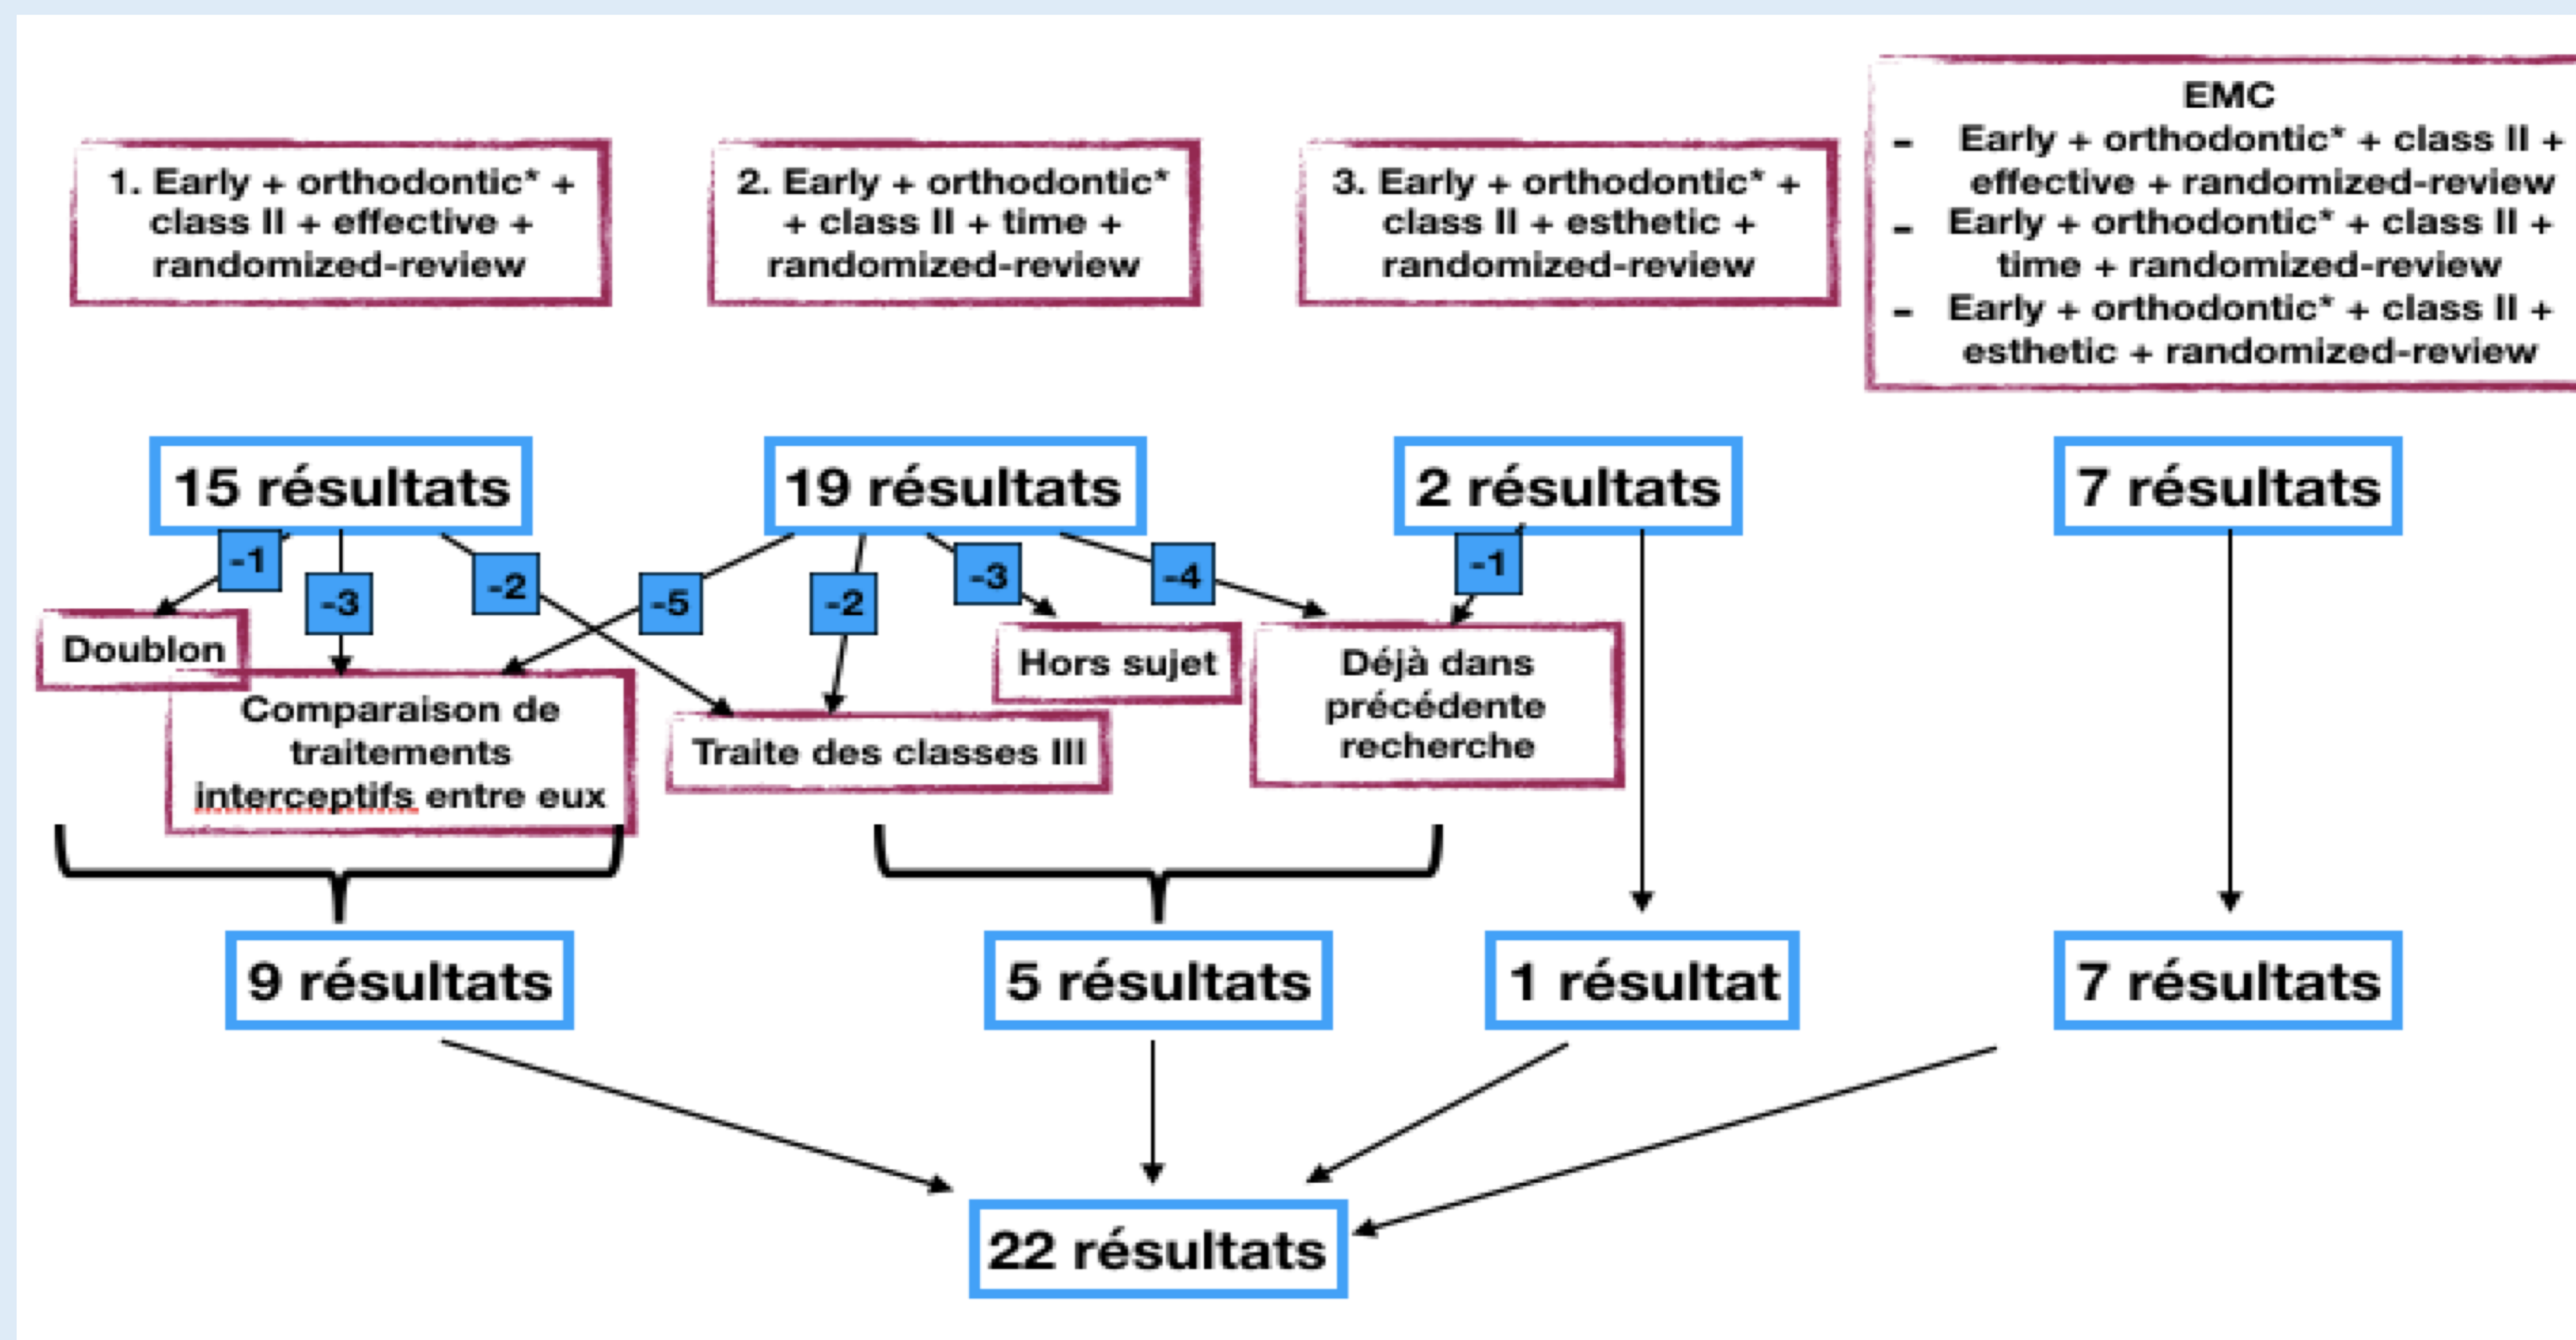 1. Early + orthodontic* +
class II + effective +
randomized-review
2. Early + orthodontic*
+ class II + time +
randomized-review
3. Early + orthodontic* +
class II + esthetic +
randomized-review
EMC
- Early + orthodontic* + class II +
effective + randomized-review
- Early + orthodontic* + class II +
time + randomized-review
- Early + orthodontic* + class II +
esthetic + randomized-review
15 résultats
19 résultats
2 résultats
7 résultats
-1
-3
-2
-5
-2
-3
-4
-1
Doublon
Comparaison de
traitements
interceptifs entre eux
Traite des classes III
Hors sujet
Déjà dans
précédente
recherche
9 résultats
5 résultats
1 résultat
7 résultats
22 résultats